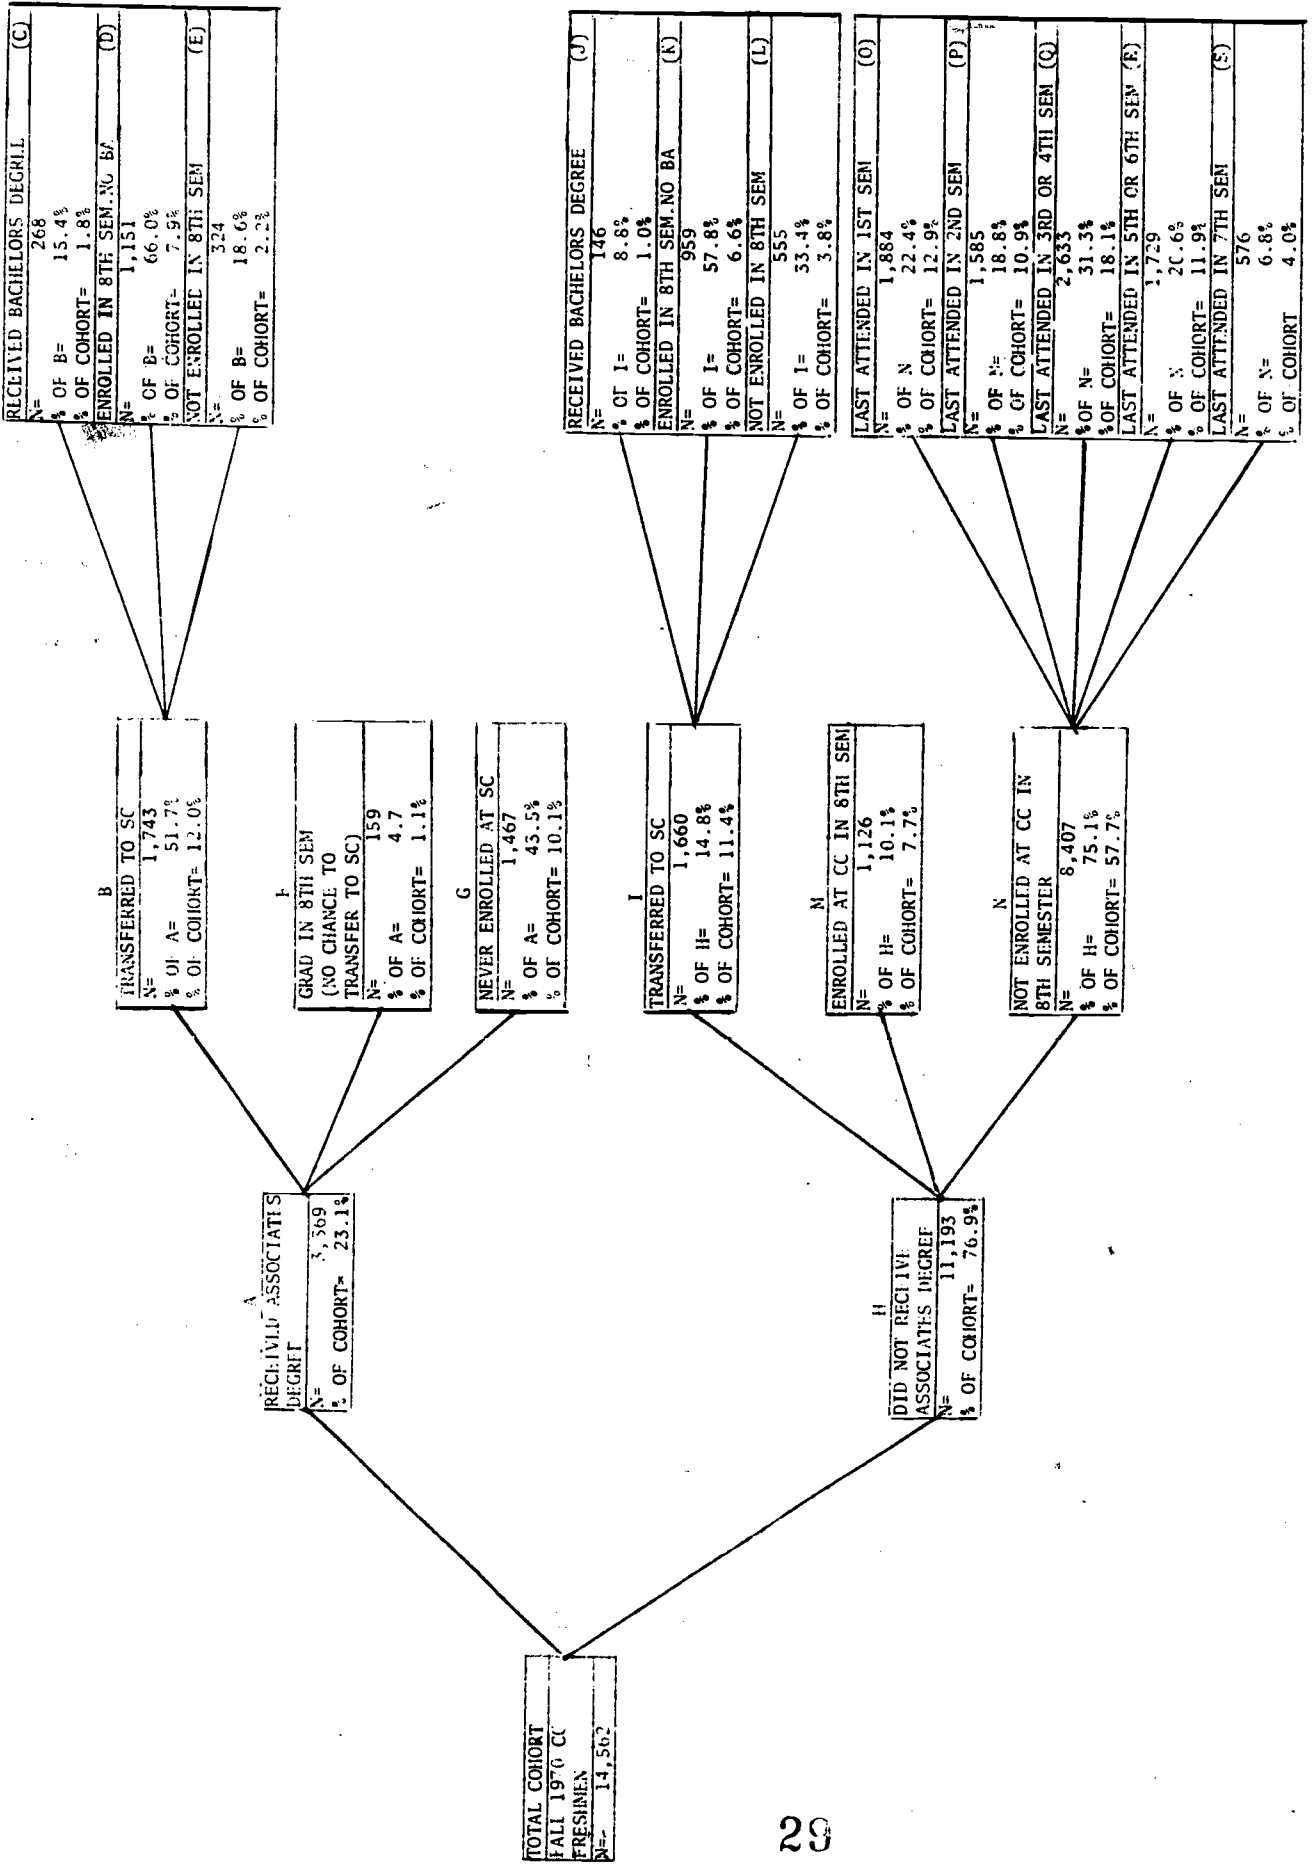 TOTAL COHORT
FALL 1970 CC
FRESHMEN
N= 14,562
A
RECEIVED ASSOCIATES
DEGREE
N= 3,369
% OF COHORT= 23.1%
H
DID NOT RECEIVE
ASSOCIATES DEGREE
N= 11,193
% OF COHORT= 76.9%
B
TRANSFERRED TO SC
N= 1,743
% OF A= 51.7%
% OF COHORT= 12.0%
F
GRAD IN 8TH SEM
(NO CHANCE TO
TRANSFER TO SC)
N= 159
% OF A= 4.7
% OF COHORT= 1.1%
G
NEVER ENROLLED AT SC
N= 1,467
% OF A= 43.5%
% OF COHORT= 10.1%
I
TRANSFERRED TO SC
N= 1,660
% OF H= 14.8%
% OF COHORT= 11.4%
M
ENROLLED AT CC IN 8TH SEM
N= 1,126
% OF H= 10.1%
% OF COHORT= 7.7%
N
NOT ENROLLED AT CC IN
8TH SEMESTER
N= 8,407
% OF H= 75.1%
% OF COHORT= 57.7%
RECEIVED BACHELORS DEGREE (C)
N= 268
% OF B= 15.4%
% OF COHORT= 1.8%
ENROLLED IN 8TH SEM.NO BA (D)
N= 1,151
% OF B= 66.0%
% OF COHORT= 7.9%
NOT ENROLLED IN 8TH SEM (E)
N= 324
% OF B= 18.6%
% OF COHORT= 2.2%
RECEIVED BACHELORS DEGREE (J)
N= 146
% OF I= 8.8%
% OF COHORT= 1.0%
ENROLLED IN 8TH SEM.NO BA (K)
N= 959
% OF I= 57.8%
% OF COHORT= 6.6%
NOT ENROLLED IN 8TH SEM (L)
N= 555
% OF I= 33.4%
% OF COHORT= 3.8%
LAST ATTENDED IN 1ST SEM (O)
N= 1,884
% OF N 22.4%
% OF COHORT= 12.9%
LAST ATTENDED IN 2ND SEM (P)
N= 1,585
% OF N= 18.8%
% OF COHORT= 10.9%
LAST ATTENDED IN 3RD OR 4TH SEM (Q)
N= 2,633
%OF N= 31.3%
%OF COHORT= 18.1%
LAST ATTENDED IN 5TH OR 6TH SEM (R)
N= 1,729
% OF N 20.6%
% OF COHORT= 11.9%
LAST ATTENDED IN 7TH SEM (S)
N= 576
% OF N= 6.8%
% OF COHORT 4.0%
29